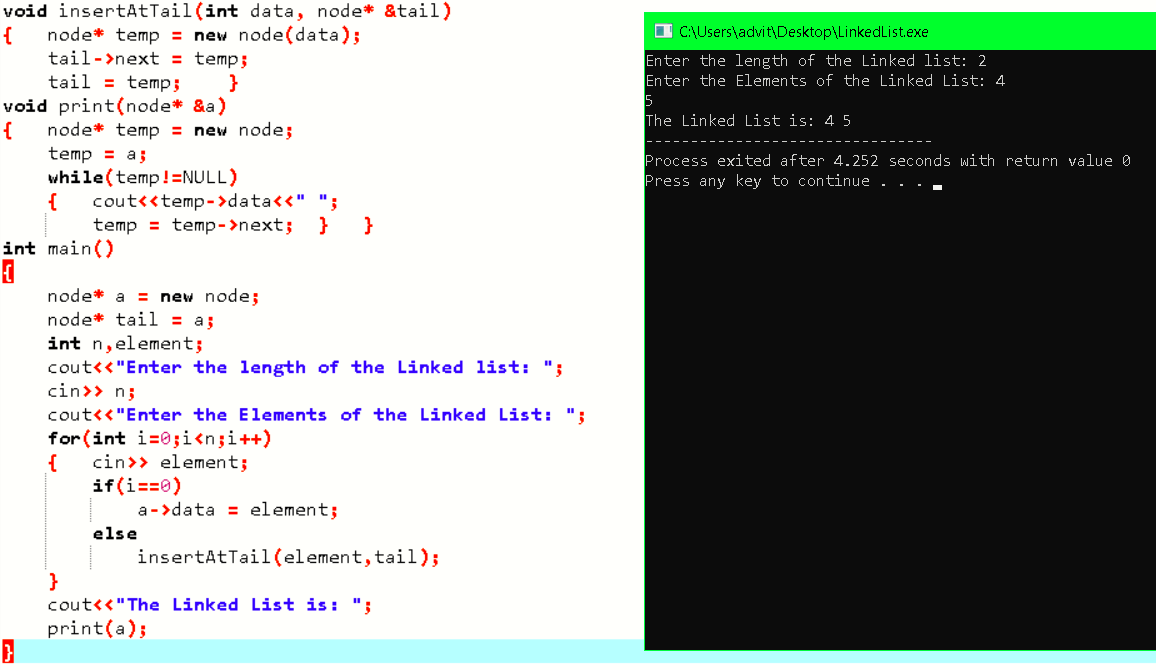 void insertAtTail(int data, node* &tail)
{   node* temp = new node(data);
    tail->next = temp;
    tail = temp;    }
void print(node* &a)
{   node* temp = new node;
    temp = a;
    while(temp!=NULL)
    {   cout<<temp->data<<" ";
        temp = temp->next;  }   }
int main()
{
    node* a = new node;
    node* tail = a;
    int n,element;
    cout<<"Enter the length of the Linked list: ";
    cin>> n;
    cout<<"Enter the Elements of the Linked List: ";
    for(int i=0;i<n;i++)
    {   cin>> element;
        if(i==0)
            a->data = element;
        else
            insertAtTail(element,tail);
    }
    cout<<"The Linked List is: ";
    print(a);
}
C:\Users\advit\Desktop\LinkedList.exe
Enter the length of the Linked list: 2
Enter the Elements of the Linked List: 4
5
The Linked List is: 4 5
--------------------------------
Process exited after 4.252 seconds with return value 0
Press any key to continue . . .